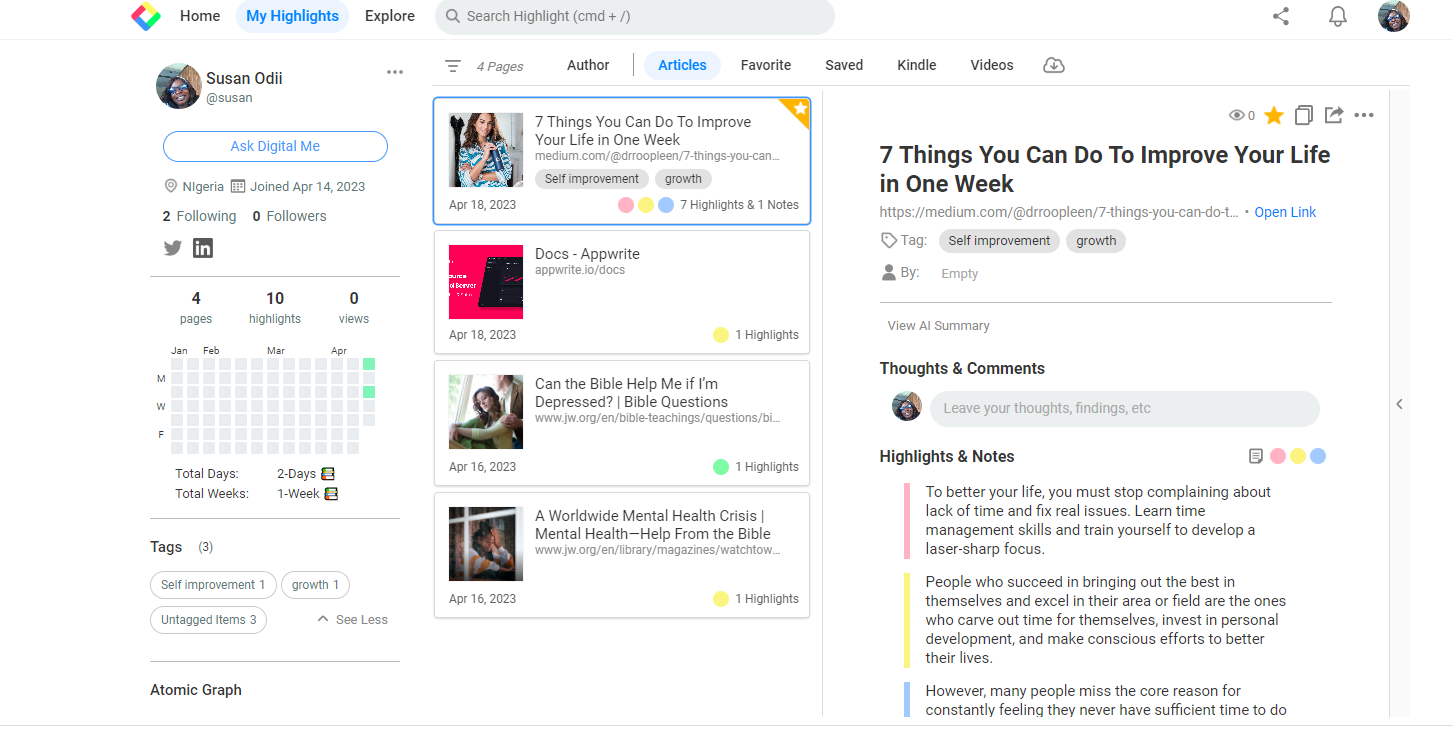 Home
My Highlights
Explore
Search Highlight (cmd + /)
Susan Odii
@susan
Ask Digital Me
NIgeria
Joined Apr 14, 2023
2 Following
0 Followers
4
pages
10
highlights
0
views
Jan
Feb
Mar
Apr
M
W
F
Total Days:
2-Days
Total Weeks:
1-Week
Tags
(3)
Self improvement 1
growth 1
Untagged Items 3
See Less
Atomic Graph
4 Pages
Author
Articles
Favorite
Saved
Kindle
Videos
7 Things You Can Do To Improve
Your Life in One Week
medium.com/@drroopleen/7-things-you-can...
Self improvement
growth
Apr 18, 2023
7 Highlights & 1 Notes
Docs - Appwrite
appwrite.io/docs
Apr 18, 2023
1 Highlights
Can the Bible Help Me if I’m
Depressed? | Bible Questions
www.jw.org/en/bible-teachings/questions/bi...
Apr 16, 2023
1 Highlights
A Worldwide Mental Health Crisis |
Mental Health—Help From the Bible
www.jw.org/en/library/magazines/watchtow...
Apr 16, 2023
1 Highlights
0
7 Things You Can Do To Improve Your Life
in One Week
https://medium.com/@drroopleen/7-things-you-can-do-t... • Open Link
Tag:
Self improvement
growth
By:
Empty
View AI Summary
Thoughts & Comments
Leave your thoughts, findings, etc
Highlights & Notes
To better your life, you must stop complaining about
lack of time and fix real issues. Learn time
management skills and train yourself to develop a
laser-sharp focus.
People who succeed in bringing out the best in
themselves and excel in their area or field are the ones
who carve out time for themselves, invest in personal
development, and make conscious efforts to better
their lives.
However, many people miss the core reason for
constantly feeling they never have sufficient time to do